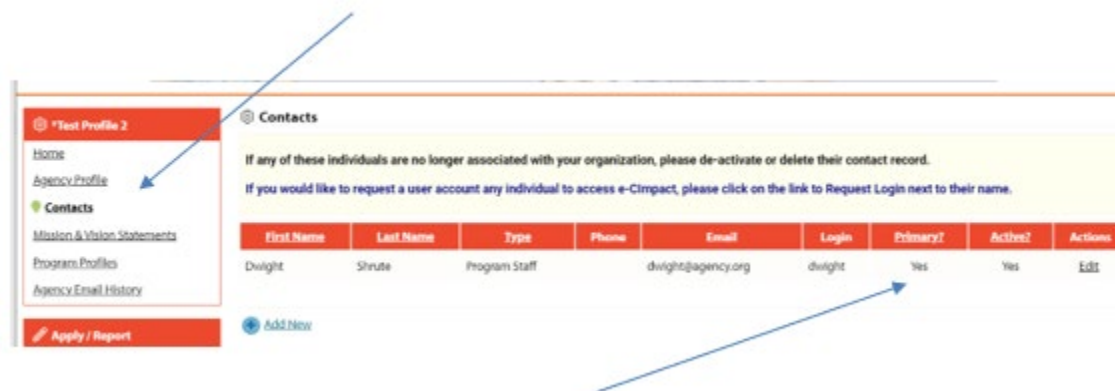 *Test Profile 2
Home
Agency Profile
Contacts
Mission & Vision Statements
Program Profiles
Agency Email History
Apply / Report
Contacts
If any of these individuals are no longer associated with your organization, please de-activate or delete their contact record.
If you would like to request a user account any individual to access e-CImpact, please click on the link to Request Login next to their name.
First Name Last Name Type Phone Email Login Primary? Active? Actions
Dwight Shrute Program Staff dwight@agency.org dwight Yes Yes Edit
Add New